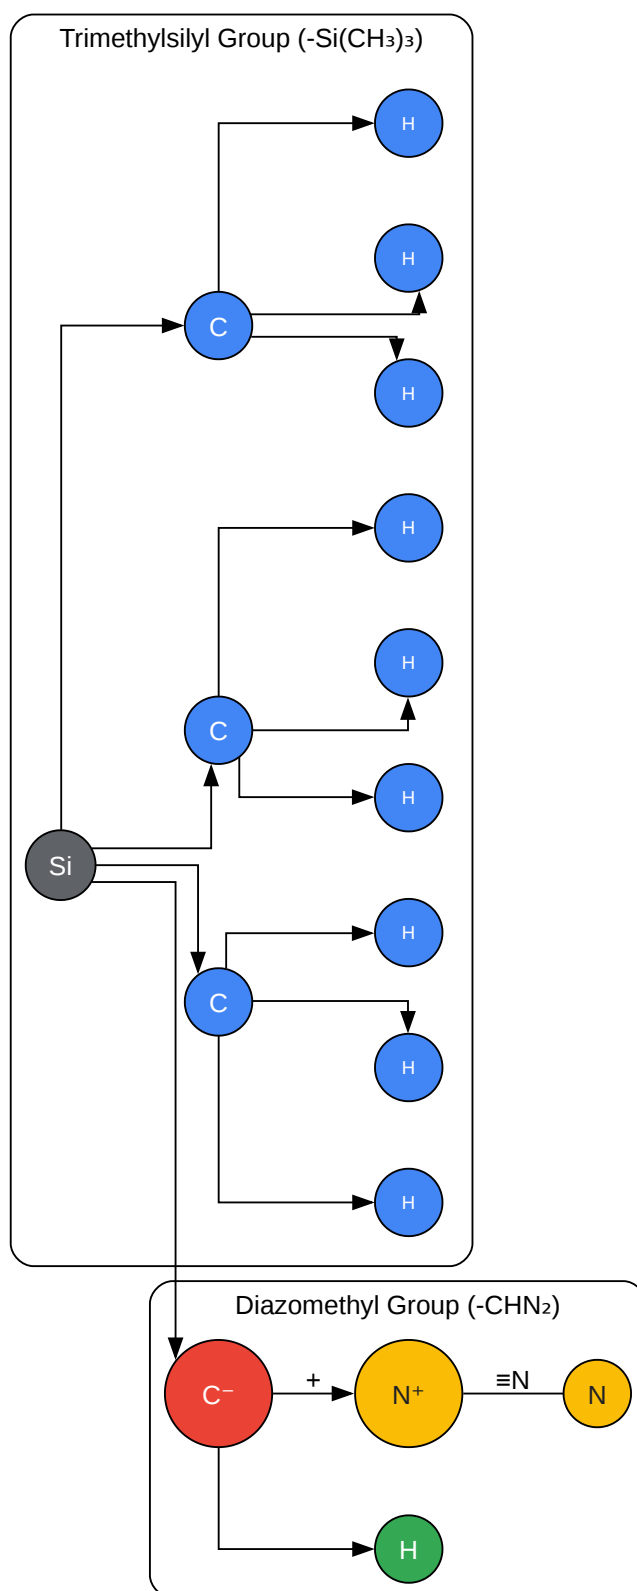 Trimethylsilyl Group (-Si(CH₃)₃)
H
H
C
H
H
H
C
H
Si
H
C
H
H
Diazomethyl Group (-CHN₂)
C⁻ + N⁺ ≡N N
H